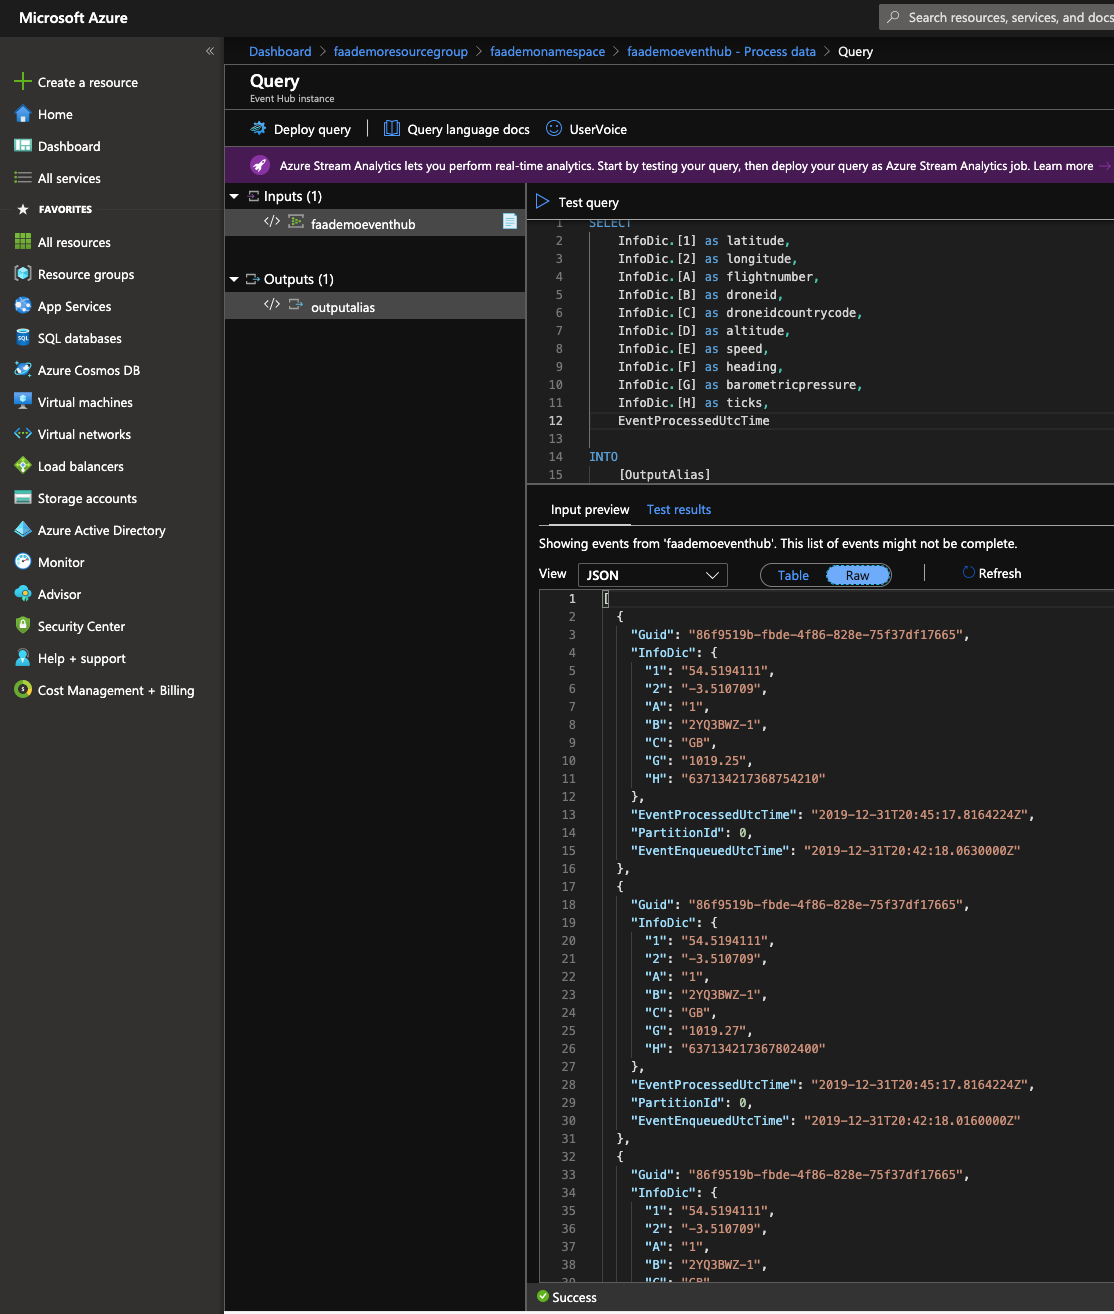 Microsoft Azure
Search resources, services, and docs
«
Create a resource
Home
Dashboard
All services
FAVORITES
All resources
Resource groups
App Services
SQL databases
Azure Cosmos DB
Virtual machines
Virtual networks
Load balancers
Storage accounts
Azure Active Directory
Monitor
Advisor
Security Center
Help + support
Cost Management + Billing
Dashboard > faademoresourcegroup > faademonamespace > faademoeventhub - Process data > Query
Query
Event Hub instance
Deploy query | Query language docs UserVoice
Azure Stream Analytics lets you perform real-time analytics. Start by testing your query, then deploy your query as Azure Stream Analytics job. Learn more →
Inputs (1)
</> faademoeventhub
Outputs (1)
</> outputalias
Test query
1 SELECT
2 InfoDic.[1] as latitude,
3 InfoDic.[2] as longitude,
4 InfoDic.[A] as flightnumber,
5 InfoDic.[B] as droneid,
6 InfoDic.[C] as droneidcountrycode,
7 InfoDic.[D] as altitude,
8 InfoDic.[E] as speed,
9 InfoDic.[F] as heading,
10 InfoDic.[G] as barometricpressure,
11 InfoDic.[H] as ticks,
12 EventProcessedUtcTime
13
14 INTO
15 [OutputAlias]
Input preview Test results
Showing events from 'faademoeventhub'. This list of events might not be complete.
View JSON Table Raw | Refresh
1 [
2 {
3 "Guid": "86f9519b-fbde-4f86-828e-75f37df17665",
4 "InfoDic": {
5 "1": "54.5194111",
6 "2": "-3.510709",
7 "A": "1",
8 "B": "2YQ3BWZ-1",
9 "C": "GB",
10 "G": "1019.25",
11 "H": "637134217368754210"
12 },
13 "EventProcessedUtcTime": "2019-12-31T20:45:17.8164224Z",
14 "PartitionId": 0,
15 "EventEnqueuedUtcTime": "2019-12-31T20:42:18.0630000Z"
16 },
17 {
18 "Guid": "86f9519b-fbde-4f86-828e-75f37df17665",
19 "InfoDic": {
20 "1": "54.5194111",
21 "2": "-3.510709",
22 "A": "1",
23 "B": "2YQ3BWZ-1",
24 "C": "GB",
25 "G": "1019.27",
26 "H": "637134217367802400"
27 },
28 "EventProcessedUtcTime": "2019-12-31T20:45:17.8164224Z",
29 "PartitionId": 0,
30 "EventEnqueuedUtcTime": "2019-12-31T20:42:18.0160000Z"
31 },
32 {
33 "Guid": "86f9519b-fbde-4f86-828e-75f37df17665",
34 "InfoDic": {
35 "1": "54.5194111",
36 "2": "-3.510709",
37 "A": "1",
38 "B": "2YQ3BWZ-1",
39 "C": "GB"
Success